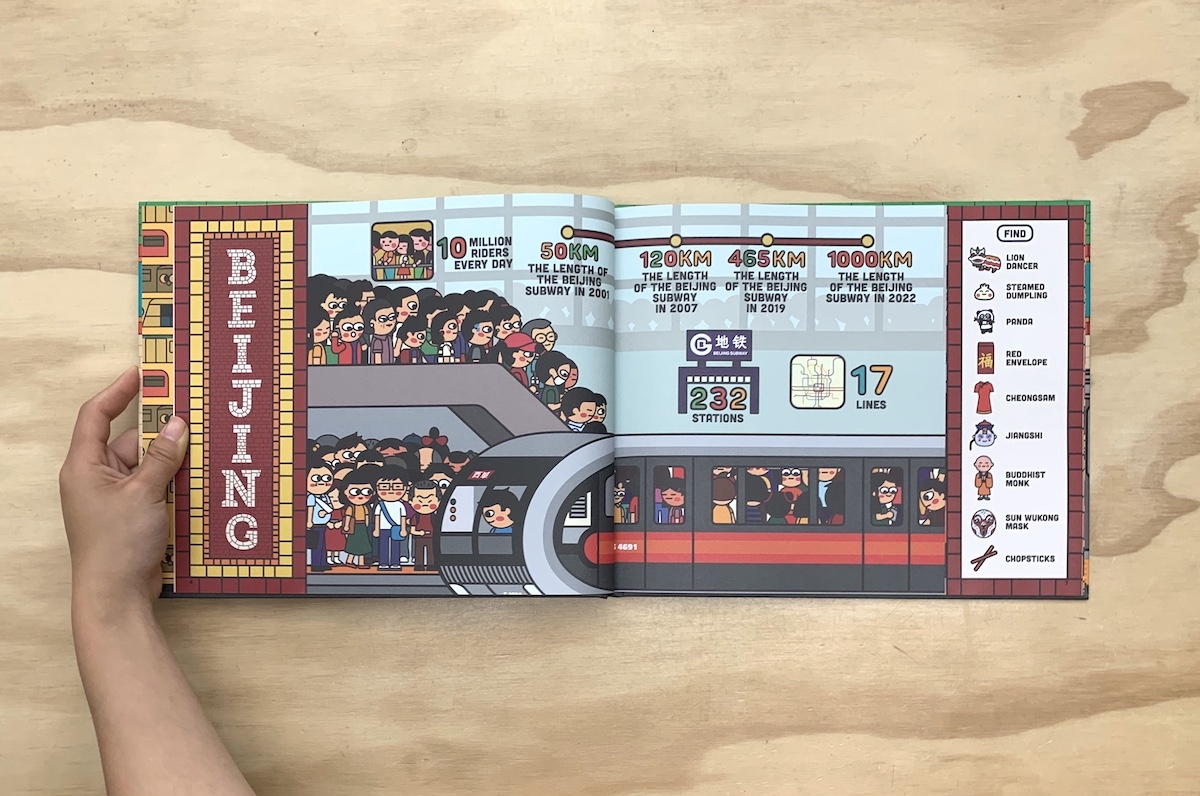 BEIJING
10 MILLION
RIDERS
EVERY DAY
50KM
THE LENGTH OF
THE BEIJING
SUBWAY IN 2001
120KM
THE LENGTH
OF THE BEIJING
SUBWAY
IN 2007
465KM
THE LENGTH
OF THE BEIJING
SUBWAY
IN 2019
1000KM
THE LENGTH
OF THE BEIJING
SUBWAY IN 2022
地铁
BEIJING SUBWAY
232
STATIONS
17
LINES
4691
FIND
LION
DANCER
STEAMED
DUMPLING
PANDA
RED
ENVELOPE
福
CHEONGSAM
JIANGSHI
BUDDHIST
MONK
SUN WUKONG
MASK
CHOPSTICKS